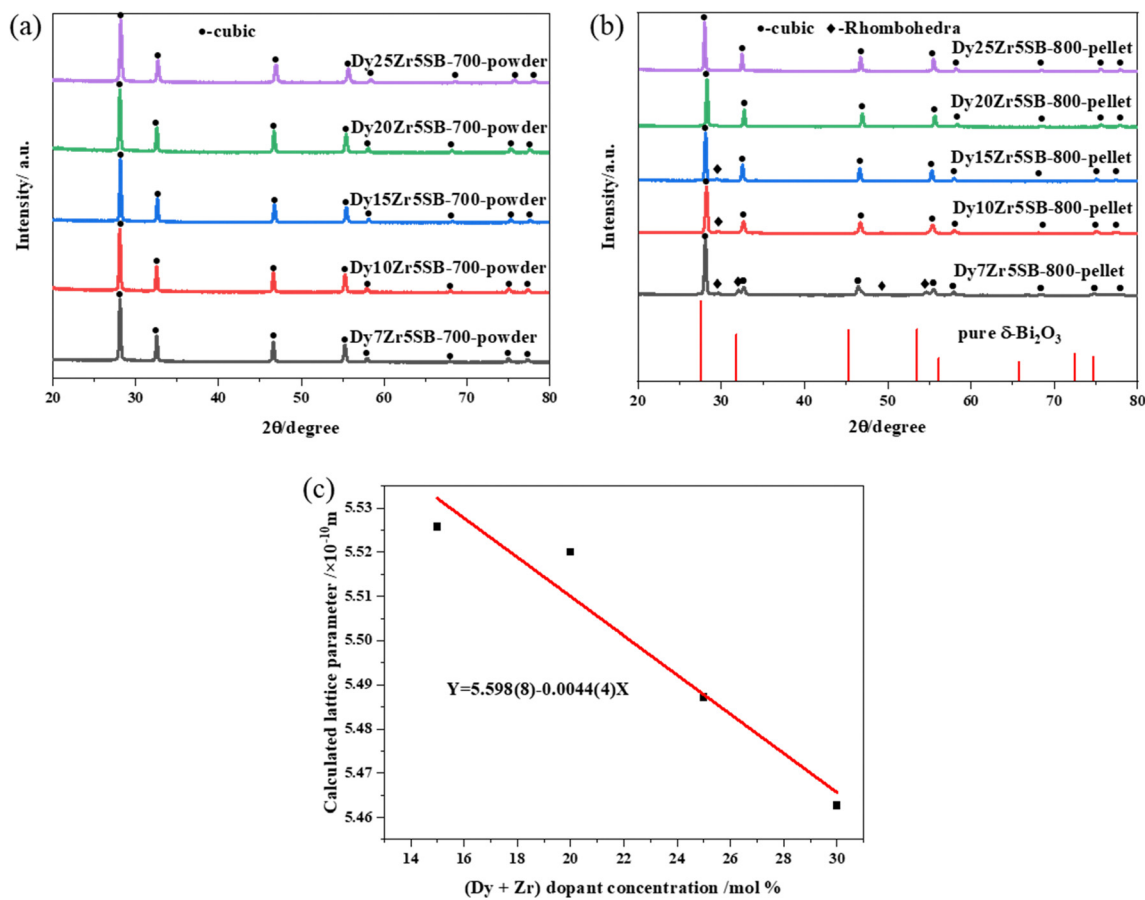 (a)
●-cubic
Dy25Zr5SB-700-powder
Dy20Zr5SB-700-powder
Dy15Zr5SB-700-powder
Dy10Zr5SB-700-powder
Dy7Zr5SB-700-powder
Intensity/ a.u.
20 30 40 50 60 70 80
2θ/degree
(b)
●-cubic ◆-Rhombohedra
Dy25Zr5SB-800-pellet
Dy20Zr5SB-800-pellet
Dy15Zr5SB-800-pellet
Dy10Zr5SB-800-pellet
Dy7Zr5SB-800-pellet
pure δ-Bi₂O₃
Intensity/a.u.
20 30 40 50 60 70 80
2θ/degree
(c)
Calculated lattice parameter /×10⁻¹⁰m
5.53
5.52
5.51
5.50
5.49
5.48
5.47
5.46
Y=5.598(8)-0.0044(4)X
14 16 18 20 22 24 26 28 30
(Dy + Zr) dopant concentration /mol %